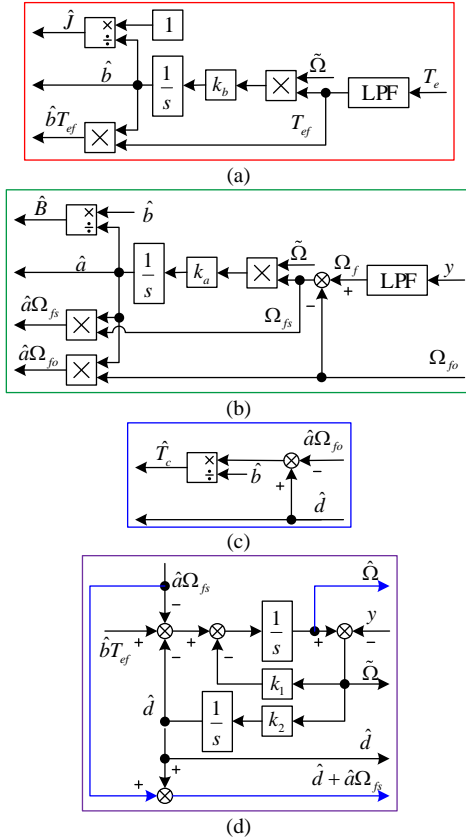 Ĵ × ÷ 1
b̂ 1/s k_b × Ω̃ LPF T_e
b̂T_ef × T_ef
(a)
B̂ × ÷ b̂
â 1/s k_a × Ω̃ Ω_f + − LPF y
âΩ_fs × Ω_fs
âΩ_fo × Ω_fo
(b)
T̂_c × ÷ b̂ âΩ_fo −
+ d̂
(c)
âΩ_fs − Ω̂
b̂T_ef + + − 1/s + − y
− k_1 Ω̃
d̂ 1/s k_2
+ d̂
+ d̂ + âΩ_fs
(d)